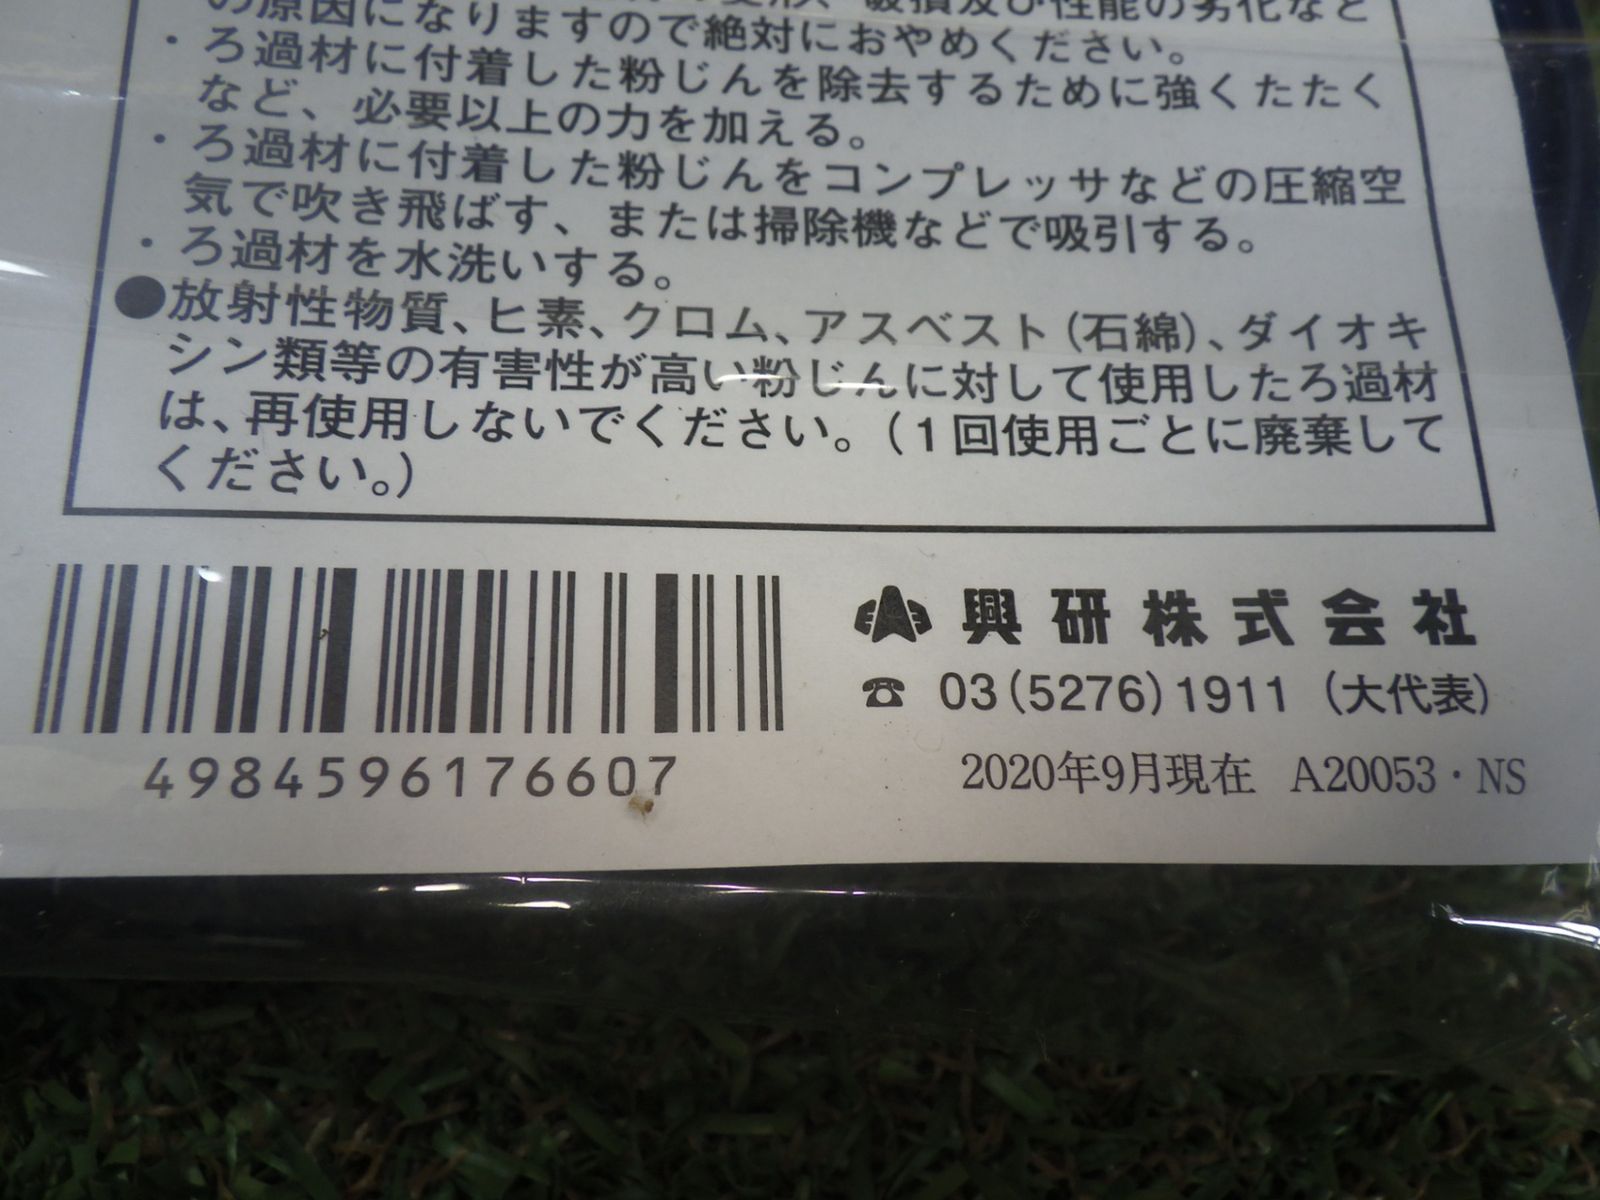 の原因になりますので絶対におやめください。
・ろ過材に付着した粉じんを除去するために強くたたく
など、必要以上の力を加える。
・ろ過材に付着した粉じんをコンプレッサなどの圧縮空
気で吹き飛ばす、または掃除機などで吸引する。
・ろ過材を水洗いする。
●放射性物質、ヒ素、クロム、アスベスト(石綿)、ダイオキ
シン類等の有害性が高い粉じんに対して使用したろ過材
は、再使用しないでください。(1回使用ごとに廃棄して
ください。)
興研株式会社
☎ 03(5276)1911 (大代表)
4984596176607
2020年9月現在 A20053・NS